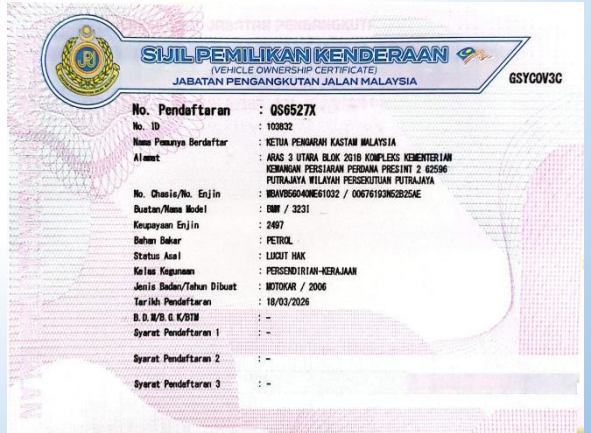 SIJIL PEMILIKAN KENDERAAN
(VEHICLE OWNERSHIP CERTIFICATE)
JABATAN PENGANGKUTAN JALAN MALAYSIA
GSYCOV3C
No. Pendaftaran : QS6527X
No. ID : 103832
Nama Pemunya Berdaftar : KETUA PENGARAH KASTAM MALAYSIA
Alamat : ARAS 3 UTARA BLOK 2G1B KOMPLEKS KEMENTERIAN
KEWANGAN PERSIARAN PERDANA PRESINT 2 62596
PUTRAJAYA WILAYAH PERSEKUTUAN PUTRAJAYA
No. Chasis/No. Enjin : WBAVB56040NE61032 / 00676193N52B25AE
Buatan/Nama Model : BMW / 323I
Keupayaan Enjin : 2497
Bahan Bakar : PETROL
Status Asal : LUCUT HAK
Kelas Kegunaan : PERSENDIRIAN-KERAJAAN
Jenis Badan/Tahun Dibuat : MOTOKAR / 2006
Tarikh Pendaftaran : 18/03/2026
B.D.M/B.G.K/BTM : -
Syarat Pendaftaran 1 : -
Syarat Pendaftaran 2 : -
Syarat Pendaftaran 3 : -